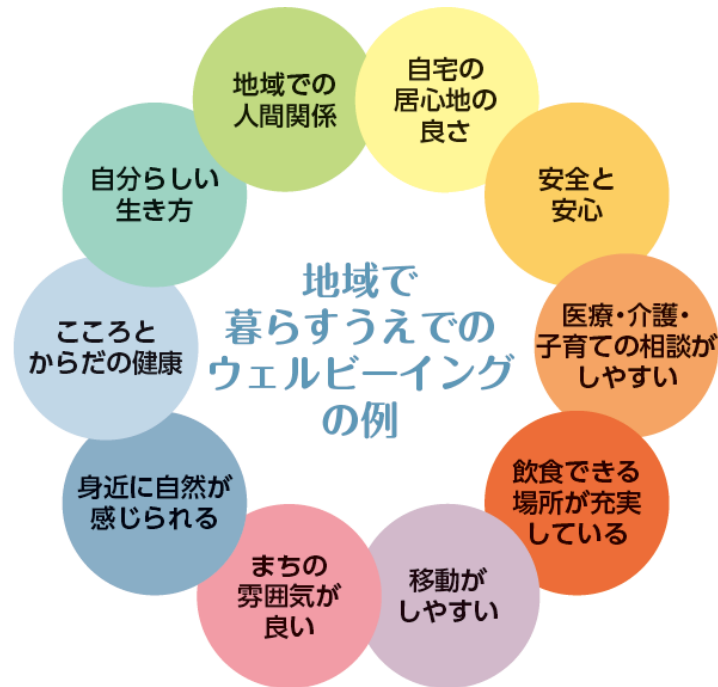 地域で
暮らすうえでの
ウェルビーイング
の例
自宅の
居心地の
良さ
安全と
安心
医療・介護・
子育ての相談が
しやすい
飲食できる
場所が充実
している
移動が
しやすい
まちの
雰囲気が
良い
身近に自然が
感じられる
こころと
からだの健康
自分らしい
生き方
地域での
人間関係